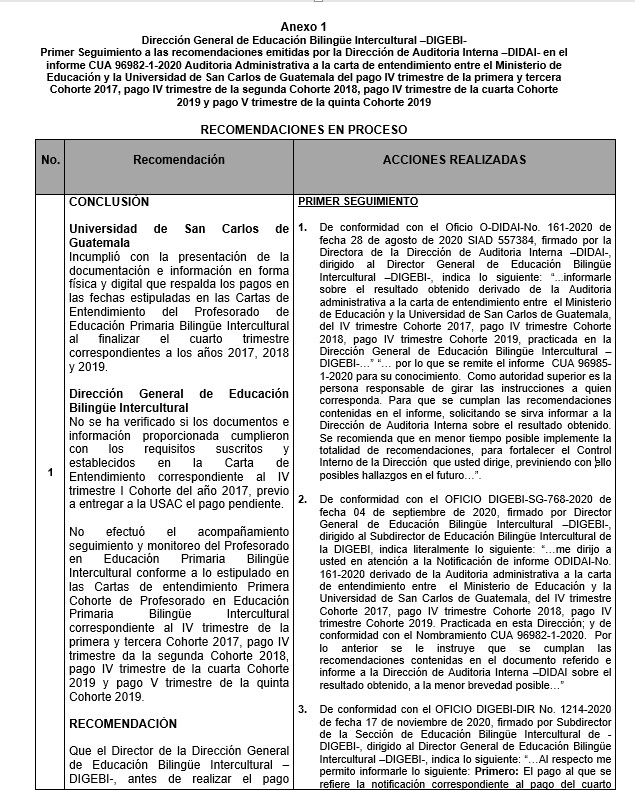 Anexo 1
Dirección General de Educación Bilingüe Intercultural –DIGEBI-
Primer Seguimiento a las recomendaciones emitidas por la Dirección de Auditoria Interna –DIDAI- en el
informe CUA 96982-1-2020 Auditoria Administrativa a la carta de entendimiento entre el Ministerio de
Educación y la Universidad de San Carlos de Guatemala del pago IV trimestre de la primera y tercera
Cohorte 2017, pago IV trimestre de la segunda Cohorte 2018, pago IV trimestre de la cuarta Cohorte
2019 y pago V trimestre de la quinta Cohorte 2019
RECOMENDACIONES EN PROCESO
No.
Recomendación
ACCIONES REALIZADAS
1
CONCLUSIÓN
Universidad de San Carlos de
Guatemala
Incumplió con la presentación de la
documentación e información en forma
física y digital que respalda los pagos en
las fechas estipuladas en las Cartas de
Entendimiento del Profesorado de
Educación Primaria Bilingüe Intercultural
al finalizar el cuarto trimestre
correspondientes a los años 2017, 2018
y 2019.
Dirección General de Educación
Bilingüe Intercultural
No se ha verificado si los documentos e
información proporcionada cumplieron
con los requisitos suscritos y
establecidos en la Carta de
Entendimiento correspondiente al IV
trimestre I Cohorte del año 2017, previo
a entregar a la USAC el pago pendiente.
No efectuó el acompañamiento
seguimiento y monitoreo del Profesorado
en Educación Primaria Bilingüe
Intercultural conforme a lo estipulado en
las Cartas de entendimiento Primera
Cohorte de Profesorado en Educación
Primaria Bilingüe Intercultural
correspondiente al IV trimestre de la
primera y tercera Cohorte 2017, pago IV
trimestre da la segunda Cohorte 2018,
pago IV trimestre de la cuarta Cohorte
2019 y pago V trimestre de la quinta
Cohorte 2019.
RECOMENDACIÓN
Que el Director de la Dirección General
de Educación Bilingüe Intercultural –
DIGEBI-, antes de realizar el pago
PRIMER SEGUIMIENTO
1. De conformidad con el Oficio O-DIDAI-No. 161-2020 de
fecha 28 de agosto de 2020 SIAD 557384, firmado por la
Directora de la Dirección de Auditoria Interna –DIDAI-,
dirigido al Director General de Educación Bilingüe
Intercultural –DIGEBI-, indica lo siguiente: “...informarle
sobre el resultado obtenido derivado de la Auditoria
administrativa a la carta de entendimiento entre el Ministerio
de Educación y la Universidad de San Carlos de Guatemala,
del IV trimestre Cohorte 2017, pago IV trimestre Cohorte
2018, pago IV trimestre Cohorte 2019, practicada en la
Dirección General de Educación Bilingüe Intercultural –
DIGEBI-…” “… por lo que se remite el informe CUA 96985-
1-2020 para su conocimiento. Como autoridad superior es la
persona responsable de girar las instrucciones a quien
corresponda. Para que se cumplan las recomendaciones
contenidas en el informe, solicitando se sirva informar a la
Dirección de Auditoria Interna sobre el resultado obtenido.
Se recomienda que en menor tiempo posible implemente la
totalidad de recomendaciones, para fortalecer el Control
Interno de la Dirección que usted dirige, previniendo con ello
posibles hallazgos en el futuro…”.
2. De conformidad con el OFICIO DIGEBI-SG-768-2020 de
fecha 04 de septiembre de 2020, firmado por Director
General de Educación Bilingüe Intercultural –DIGEBI-,
dirigido al Subdirector de Educación Bilingüe Intercultural de
la DIGEBI, indica literalmente lo siguiente: “…me dirijo a
usted en atención a la Notificación de informe ODIDAI-No.
161-2020 derivado de la Auditoria administrativa a la carta
de entendimiento entre el Ministerio de Educación y la
Universidad de San Carlos de Guatemala, del IV trimestre
Cohorte 2017, pago IV trimestre Cohorte 2018, pago IV
trimestre Cohorte 2019. Practicada en esta Dirección; y de
conformidad con el Nombramiento CUA 96982-1-2020. Por
lo anterior se le instruye que se cumplan las
recomendaciones contenidas en el documento referido e
informe a la Dirección de Auditoria Interna –DIDAI sobre el
resultado obtenido, a la menor brevedad posible…”
3. De conformidad con el OFICIO DIGEBI-DIR No. 1214-2020
de fecha 17 de noviembre de 2020, firmado por Subdirector
de la Sección de Educación Bilingüe Intercultural de -
DIGEBI-, dirigido al Director General de Educación Bilingüe
Intercultural –DIGEBI-, indica lo siguiente: “…Al respecto me
permito informarle lo siguiente: Primero: El pago al que se
refiere la notificación correspondiente al pago del cuarto